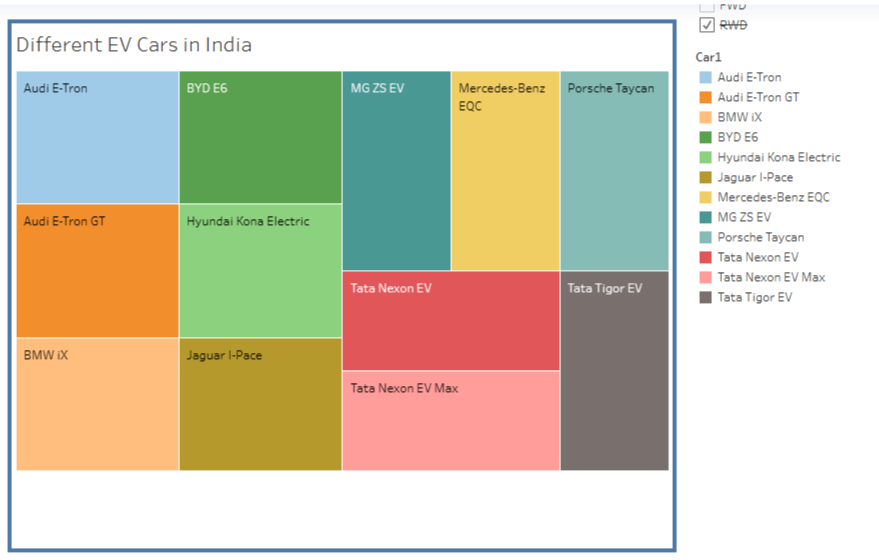 FWD
RWD
Different EV Cars in India
Audi E-Tron
BYD E6
MG ZS EV
Mercedes-Benz
EQC
Porsche Taycan
Audi E-Tron GT
Hyundai Kona Electric
Tata Nexon EV
Tata Tigor EV
BMW iX
Jaguar I-Pace
Tata Nexon EV Max
Car1
Audi E-Tron
Audi E-Tron GT
BMW iX
BYD E6
Hyundai Kona Electric
Jaguar I-Pace
Mercedes-Benz EQC
MG ZS EV
Porsche Taycan
Tata Nexon EV
Tata Nexon EV Max
Tata Tigor EV